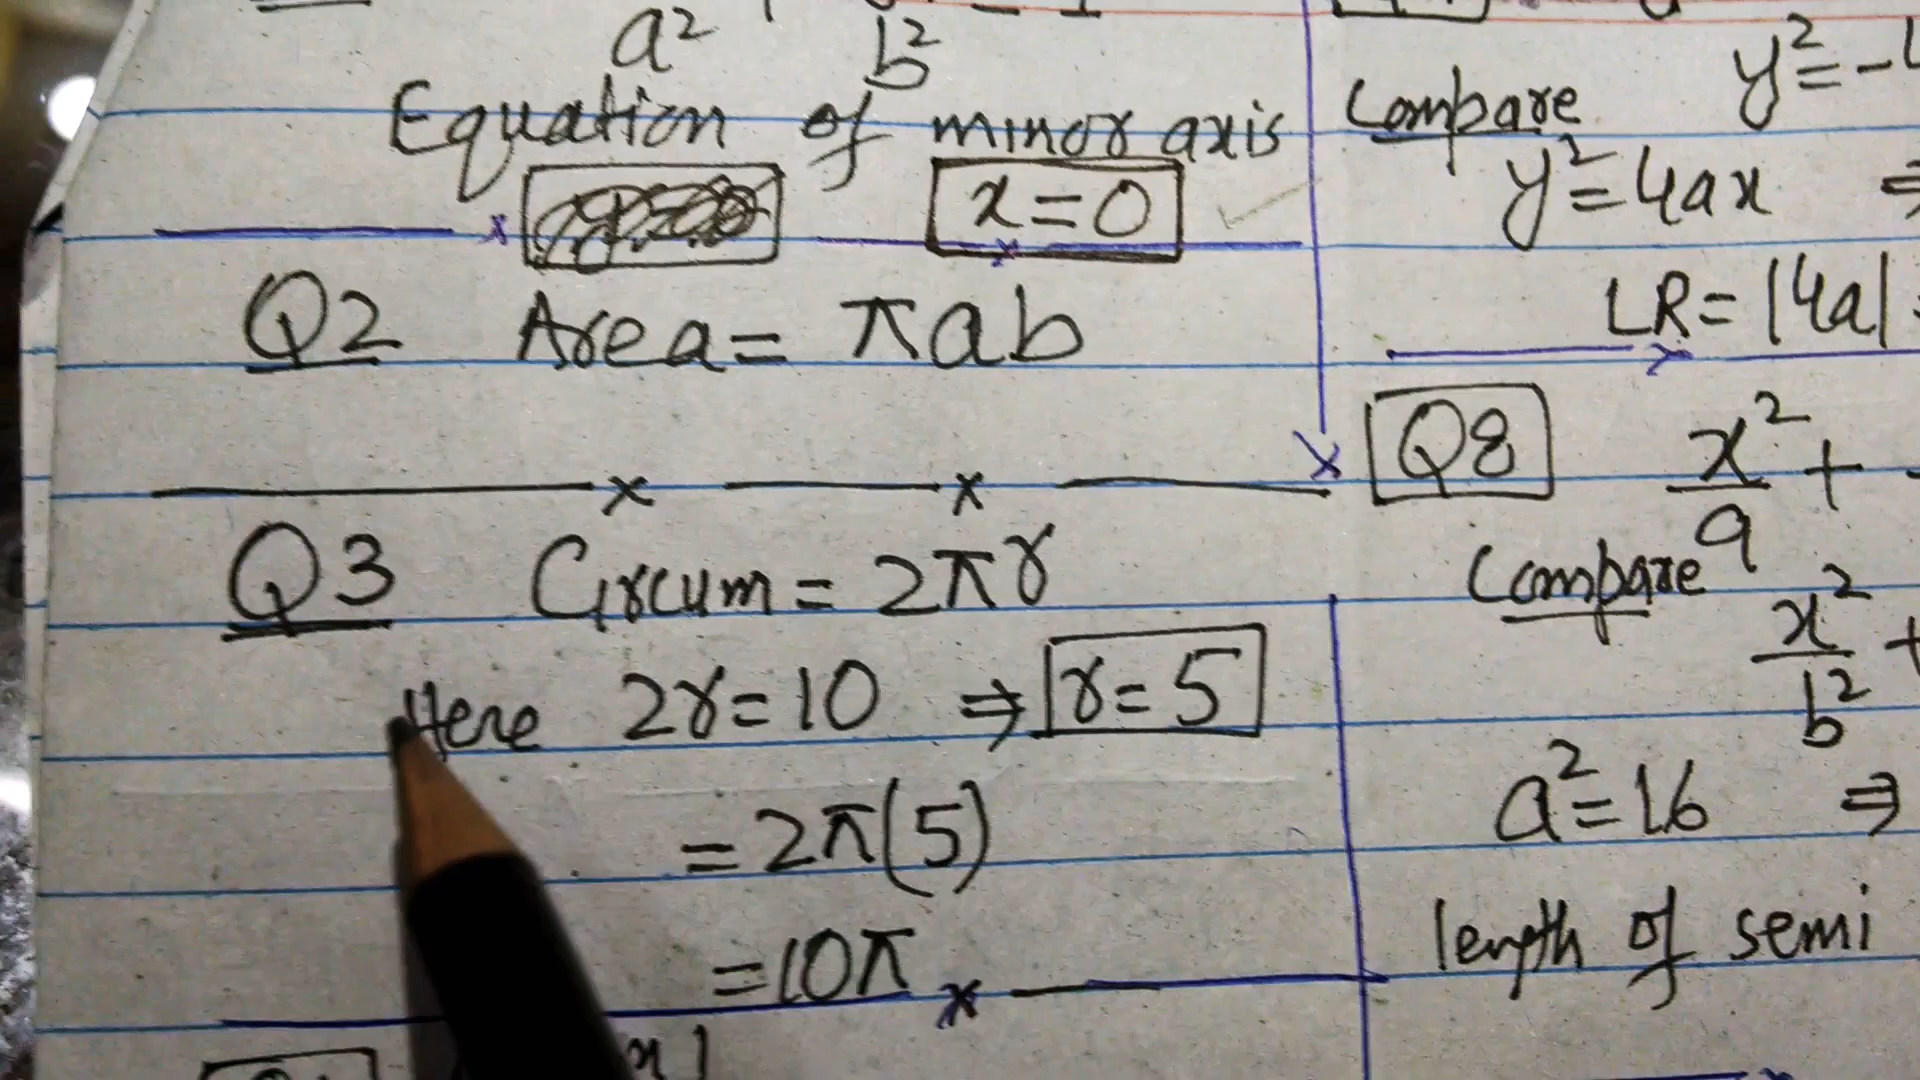 a² b²
Equation of minor axis
x=0
Q2 Area = πab
Q3 Circum = 2πr
Here 2r=10 ⇒ r=5
= 2π(5)
= 10π
y²=-
Compare
y²=4ax ⇒
LR= |4a|
Q8 x²/9 +
Compare
x²/b² +
a²=16 ⇒
length of semi